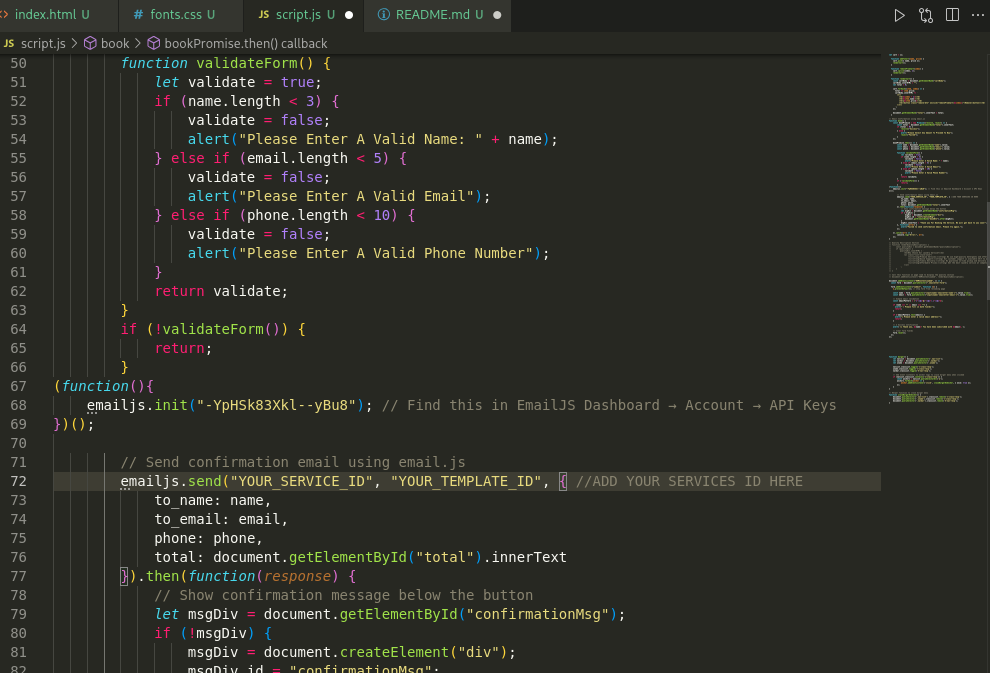 index.html U # fonts.css U JS script.js U ● ⓘ README.md U ●
JS script.js > book > bookPromise.then() callback
50 function validateForm() {
51 let validate = true;
52 if (name.length < 3) {
53 validate = false;
54 alert("Please Enter A Valid Name: " + name);
55 } else if (email.length < 5) {
56 validate = false;
57 alert("Please Enter A Valid Email");
58 } else if (phone.length < 10) {
59 validate = false;
60 alert("Please Enter A Valid Phone Number");
61 }
62 return validate;
63 }
64 if (!validateForm()) {
65 return;
66 }
67 (function(){
68 emailjs.init("-YpHSk83Xkl--yBu8"); // Find this in EmailJS Dashboard → Account → API Keys
69 })();
70
71 // Send confirmation email using email.js
72 emailjs.send("YOUR_SERVICE_ID", "YOUR_TEMPLATE_ID", { //ADD YOUR SERVICES ID HERE
73 to_name: name,
74 to_email: email,
75 phone: phone,
76 total: document.getElementById("total").innerText
77 }).then(function(response) {
78 // Show confirmation message below the button
79 let msgDiv = document.getElementById("confirmationMsg");
80 if (!msgDiv) {
81 msgDiv = document.createElement("div");
82 msgDiv.id = "confirmationMsg";